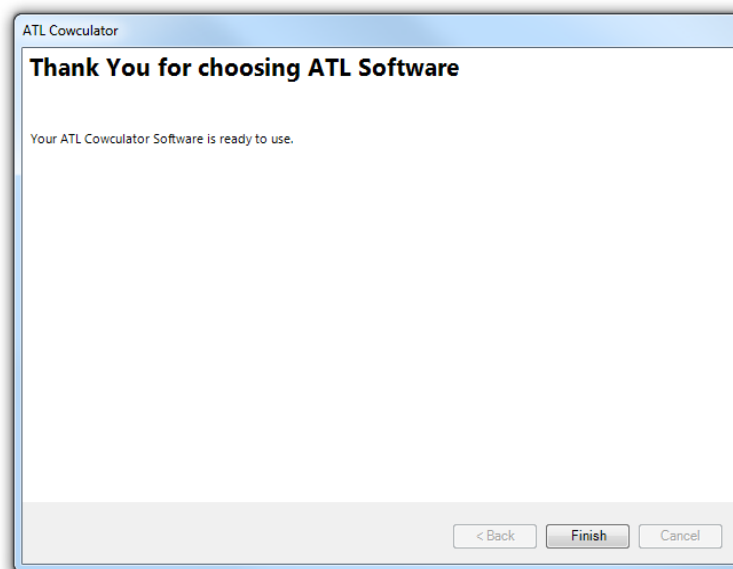 ATL Cowculator
Thank You for choosing ATL Software
Your ATL Cowculator Software is ready to use.
< Back Finish Cancel